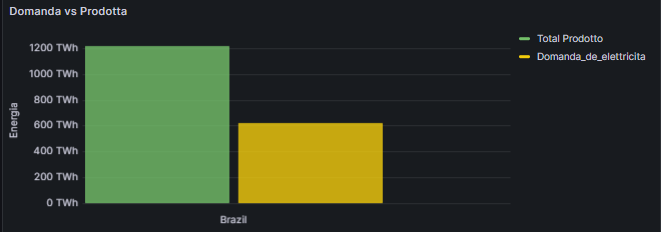 Domanda vs Prodotta
Total Prodotto
Domanda_de_elettricita
1200 TWh
1000 TWh
800 TWh
600 TWh
400 TWh
200 TWh
0 TWh
Energia
Brazil